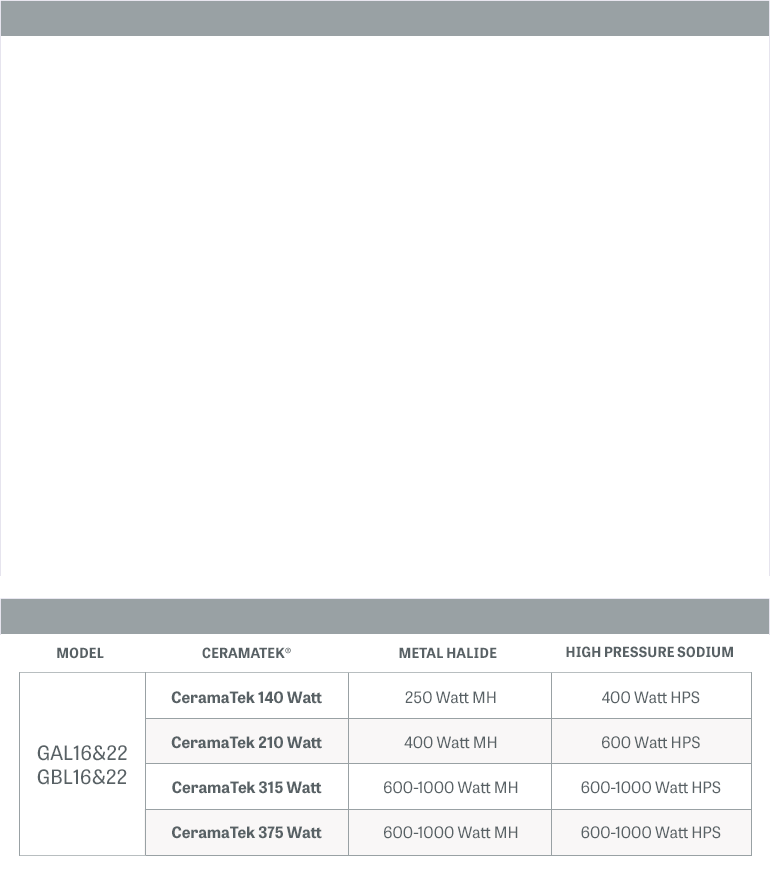 MODEL CERAMATEK® METAL HALIDE HIGH PRESSURE SODIUM
CeramaTek 140 Watt 250 Watt MH 400 Watt HPS
CeramaTek 210 Watt 400 Watt MH 600 Watt HPS
GAL16&22
GBL16&22
CeramaTek 315 Watt 600-1000 Watt MH 600-1000 Watt HPS
CeramaTek 375 Watt 600-1000 Watt MH 600-1000 Watt HPS